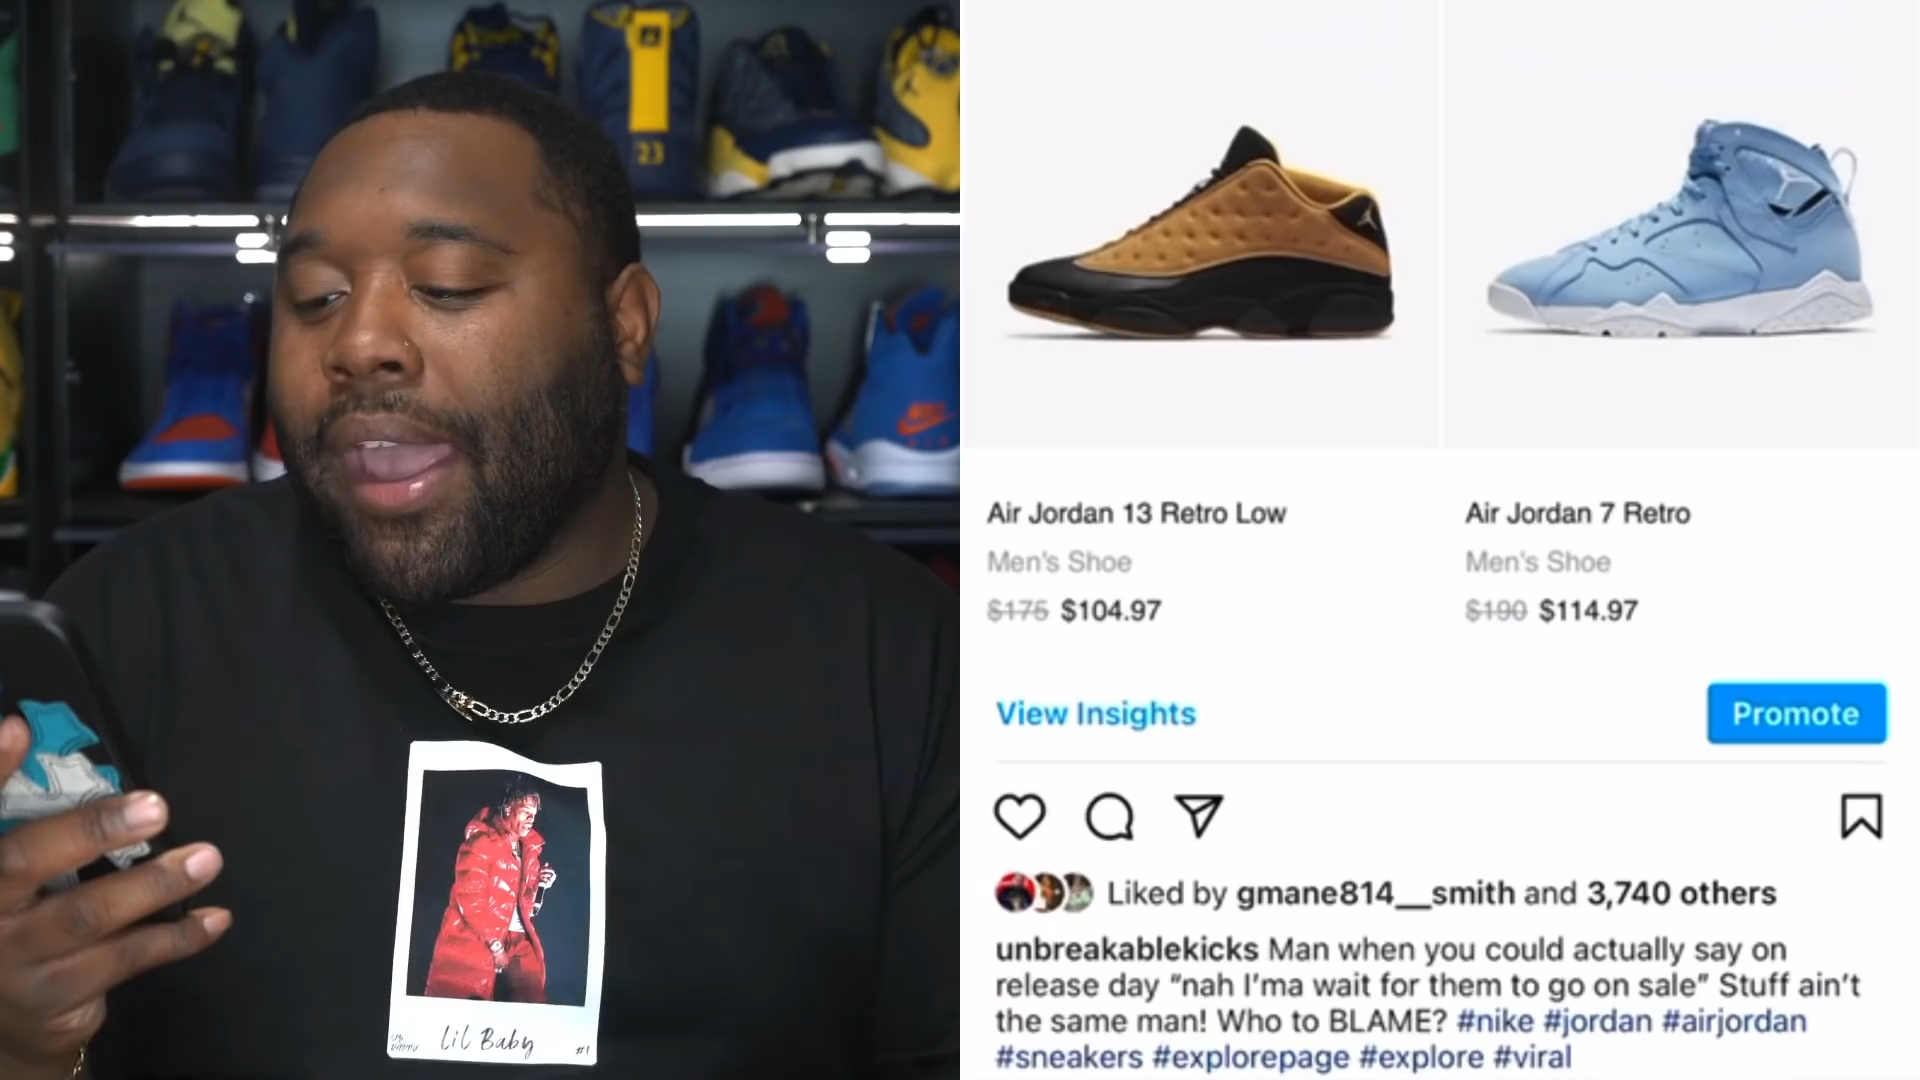 23
Lil Baby
#1
Air Jordan 13 Retro Low
Men's Shoe
$175 $104.97
Air Jordan 7 Retro
Men's Shoe
$190 $114.97
View Insights
Promote
Liked by gmane814__smith and 3,740 others
unbreakablekicks Man when you could actually say on
release day “nah I’ma wait for them to go on sale” Stuff ain’t
the same man! Who to BLAME? #nike #jordan #airjordan
#sneakers #explorepage #explore #viral